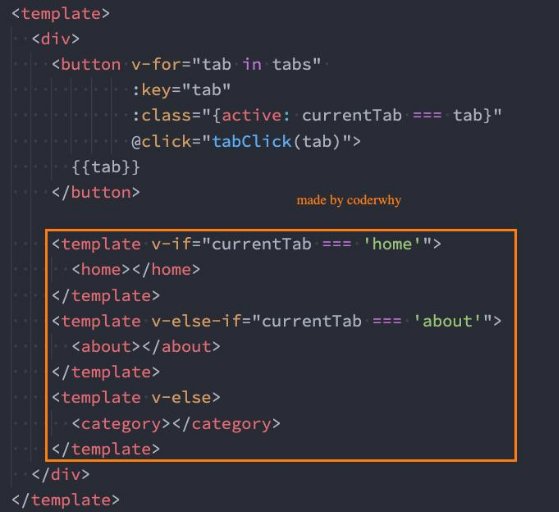 <template>
  <div>
    <button v-for="tab in tabs"
            :key="tab"
            :class="{active: currentTab === tab}"
            @click="tabClick(tab)">
      {{tab}}
    </button>
made by coderwhy
    <template v-if="currentTab === 'home'">
      <home></home>
    </template>
    <template v-else-if="currentTab === 'about'">
      <about></about>
    </template>
    <template v-else>
      <category></category>
    </template>
  </div>
</template>